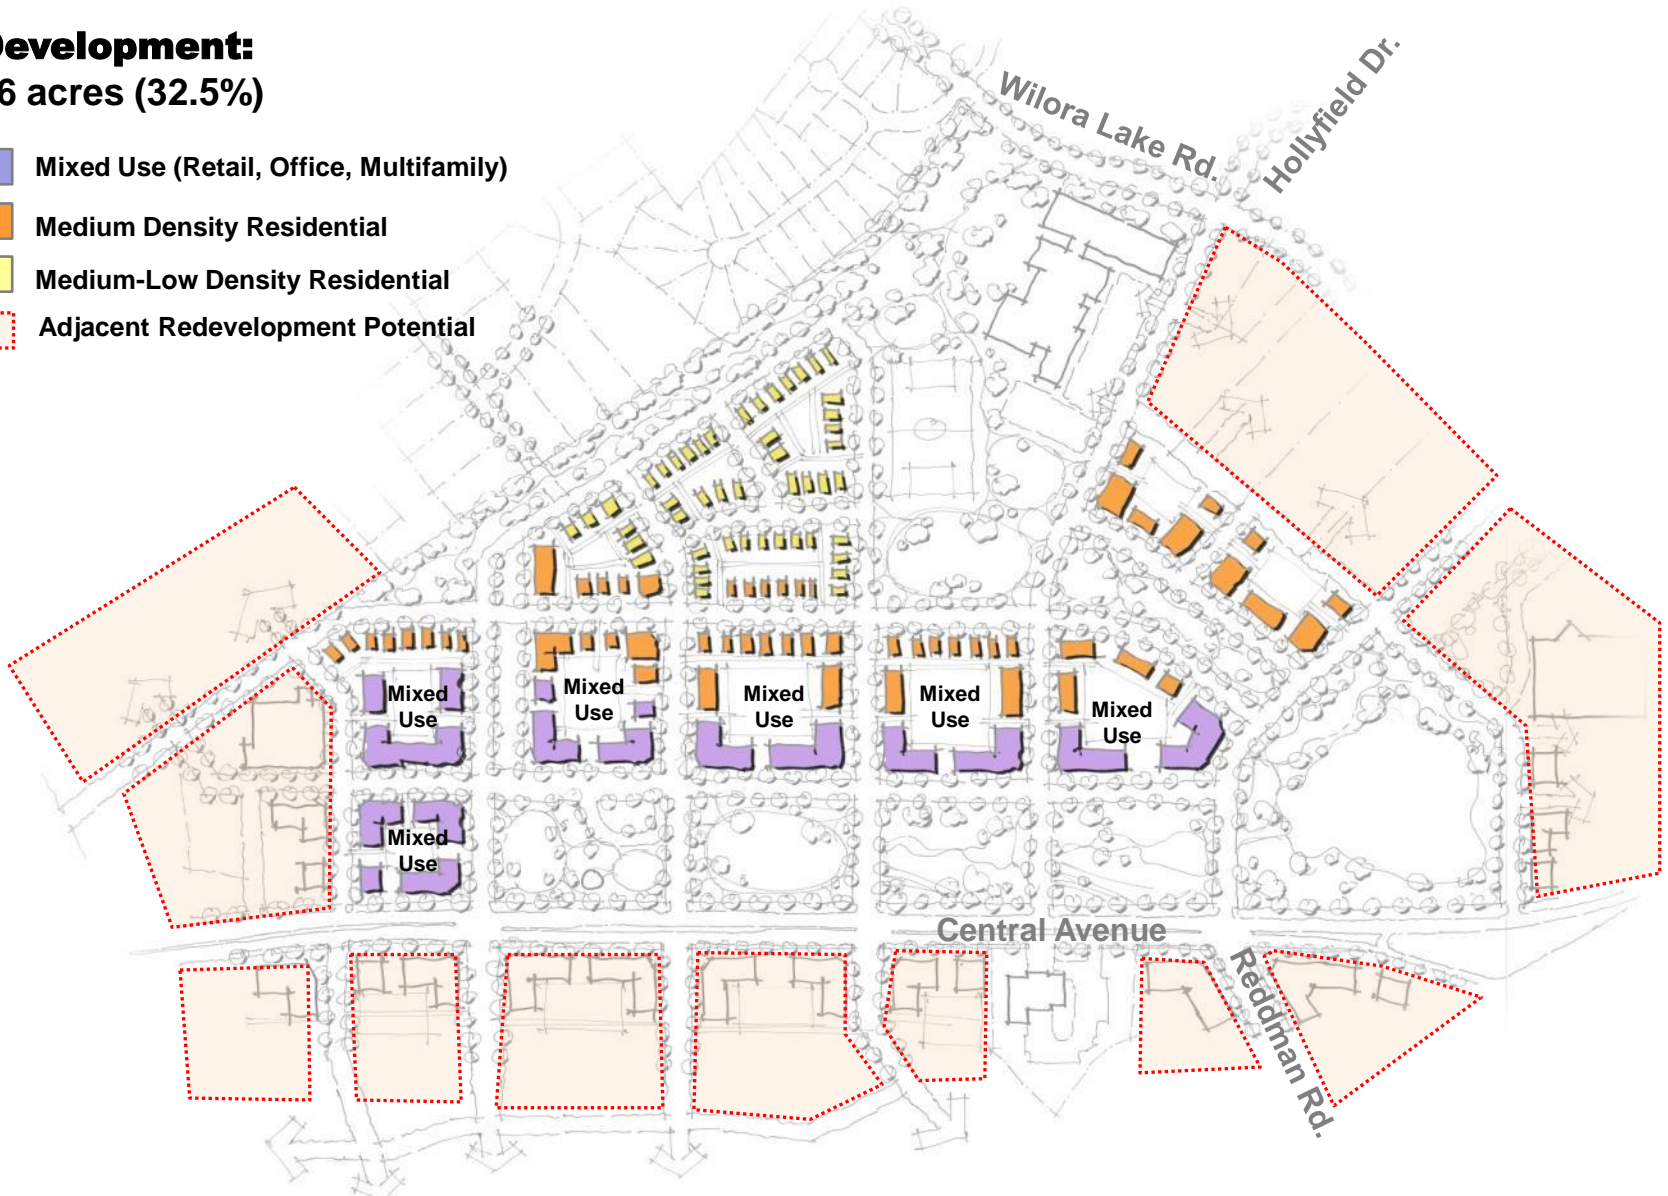 Development:
6 acres (32.5%)
Mixed Use (Retail, Office, Multifamily)
Medium Density Residential
Medium-Low Density Residential
Adjacent Redevelopment Potential
Wilora Lake Rd.
Hollyfield Dr.
Mixed
Use
Mixed
Use
Mixed
Use
Mixed
Use
Mixed
Use
Mixed
Use
Central Avenue
Reddman Rd.